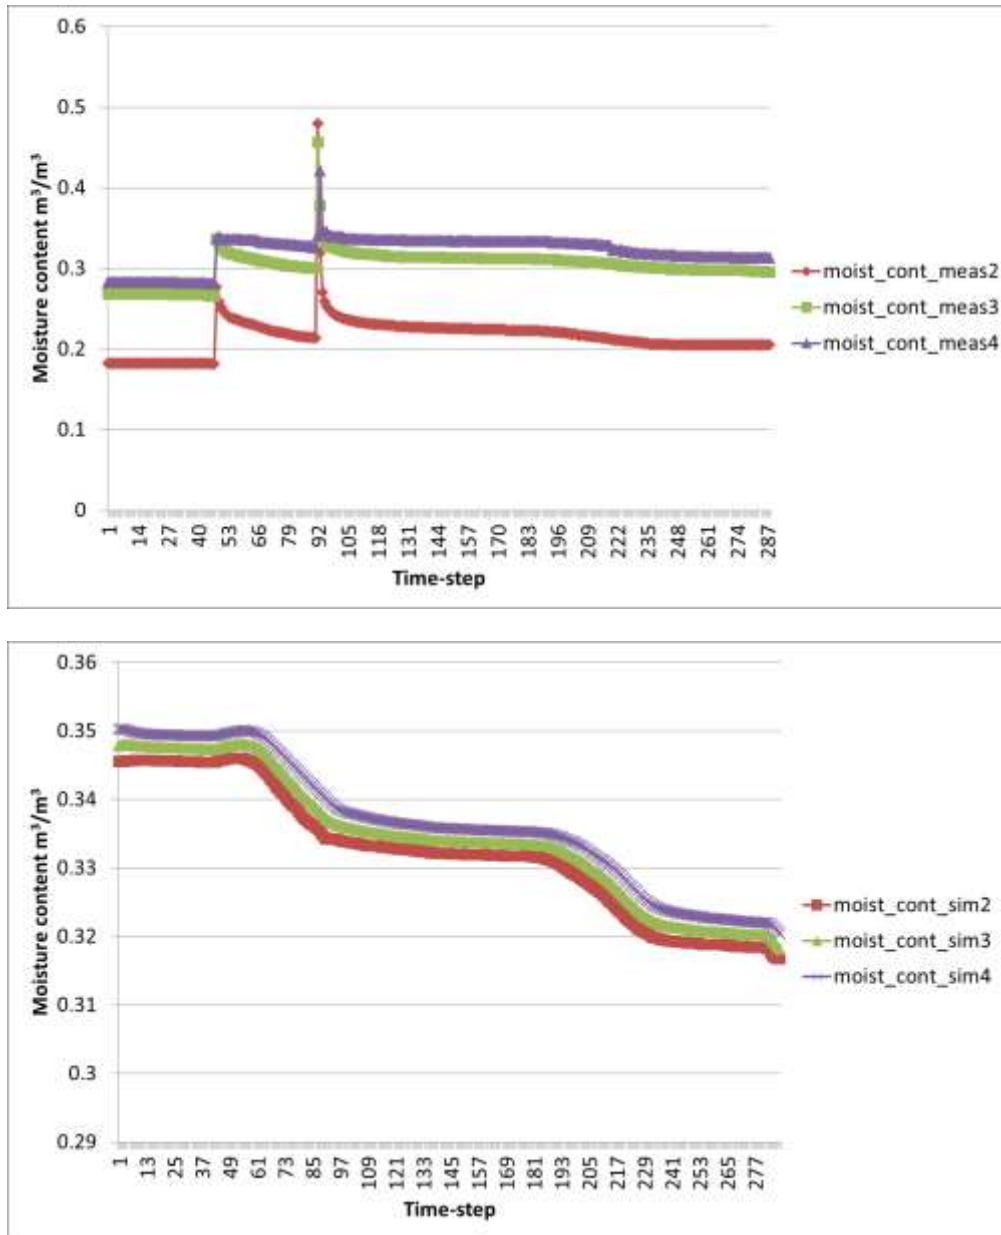 0.6
0.5
0.4
0.3
0.2
0.1
0
Moisture content m³/m³
1 14 27 40 53 66 79 92 105 118 131 144 157 170 183 196 209 222 235 248 261 274 287
Time-step
moist_cont_meas2
moist_cont_meas3
moist_cont_meas4
0.36
0.35
0.34
0.33
0.32
0.31
0.3
0.29
Moisture content m³/m³
1 13 25 37 49 61 73 85 97 109 121 133 145 157 169 181 193 205 217 229 241 253 265 277
Time-step
moist_cont_sim2
moist_cont_sim3
moist_cont_sim4